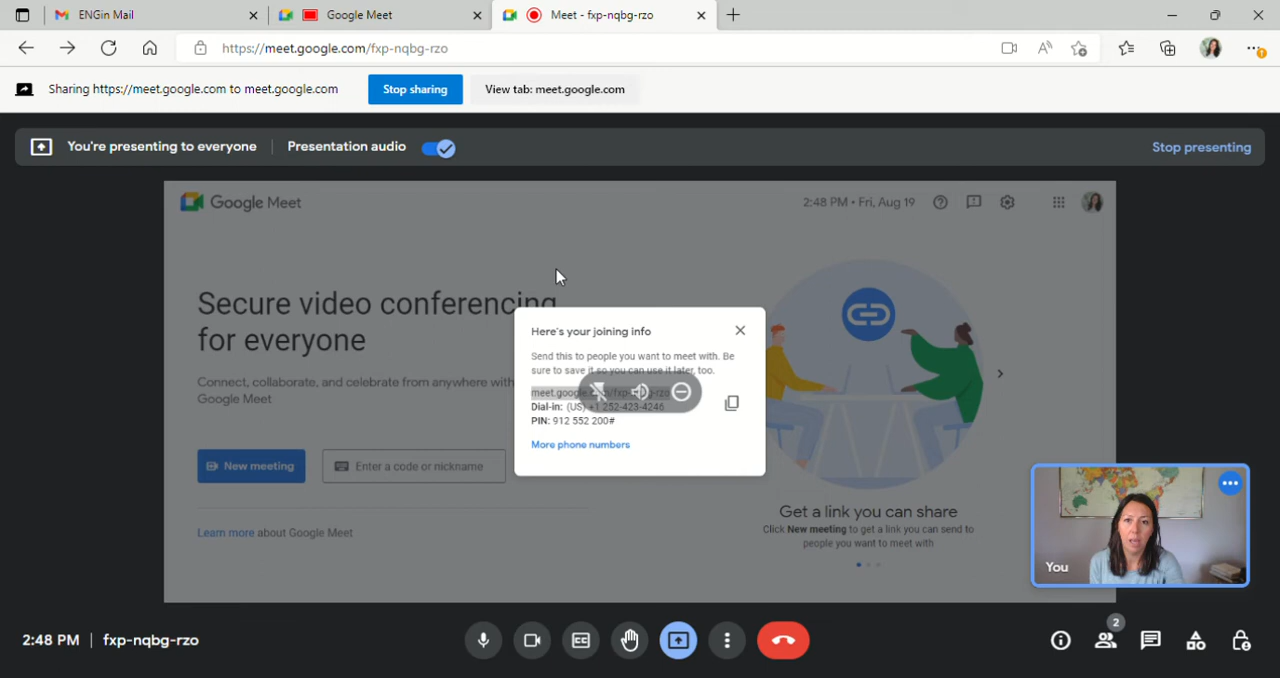 ENGin Mail
Google Meet
Meet - fxp-nqbg-rzo
https://meet.google.com/fxp-nqbg-rzo
Sharing https://meet.google.com to meet.google.com
Stop sharing
View tab: meet.google.com
You're presenting to everyone
Presentation audio
Stop presenting
Google Meet
2:48 PM • Fri, Aug 19
Secure video conferencing
for everyone
Connect, collaborate, and celebrate from anywhere with
Google Meet
New meeting
Enter a code or nickname
Learn more about Google Meet
Here's your joining info
Send this to people you want to meet with. Be
sure to save it so you can use it later, too.
Dial-in: (US) +1 252-423-4246
PIN: 912 552 200#
More phone numbers
Get a link you can share
Click New meeting to get a link you can send to
people you want to meet with
You
2:48 PM | fxp-nqbg-rzo
2